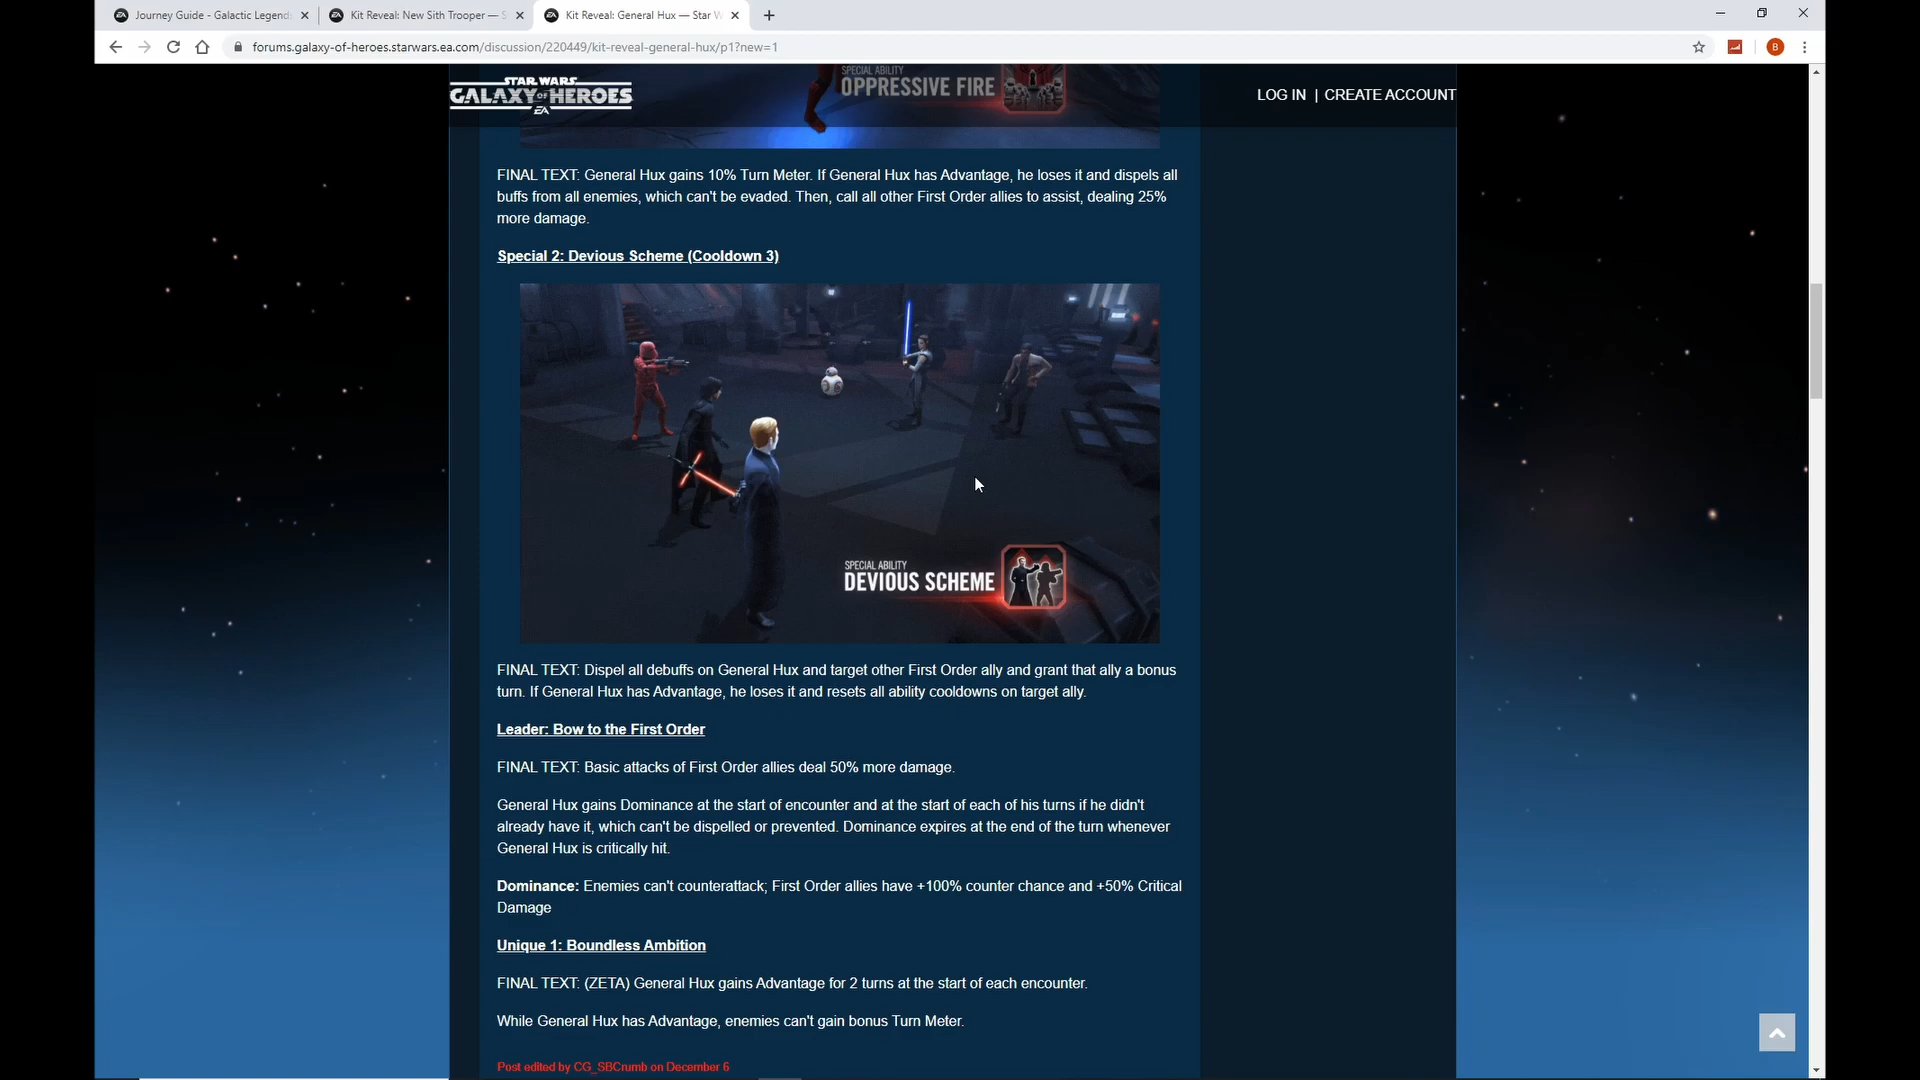 Journey Guide - Galactic Legend
Kit Reveal: New Sith Trooper — S
Kit Reveal: General Hux — Star W
forums.galaxy-of-heroes.starwars.ea.com/discussion/220449/kit-reveal-general-hux/p1?new=1
B
STAR WARS
GALAXY OF HEROES
EA
LOG IN | CREATE ACCOUNT
SPECIAL ABILITY
OPPRESSIVE FIRE
FINAL TEXT: General Hux gains 10% Turn Meter. If General Hux has Advantage, he loses it and dispels all
buffs from all enemies, which can't be evaded. Then, call all other First Order allies to assist, dealing 25%
more damage.
Special 2: Devious Scheme (Cooldown 3)
SPECIAL ABILITY
DEVIOUS SCHEME
FINAL TEXT: Dispel all debuffs on General Hux and target other First Order ally and grant that ally a bonus
turn. If General Hux has Advantage, he loses it and resets all ability cooldowns on target ally.
Leader: Bow to the First Order
FINAL TEXT: Basic attacks of First Order allies deal 50% more damage.
General Hux gains Dominance at the start of encounter and at the start of each of his turns if he didn't
already have it, which can't be dispelled or prevented. Dominance expires at the end of the turn whenever
General Hux is critically hit.
Dominance: Enemies can't counterattack; First Order allies have +100% counter chance and +50% Critical
Damage
Unique 1: Boundless Ambition
FINAL TEXT: (ZETA) General Hux gains Advantage for 2 turns at the start of each encounter.
While General Hux has Advantage, enemies can't gain bonus Turn Meter.
Post edited by CG_SBCrumb on December 6